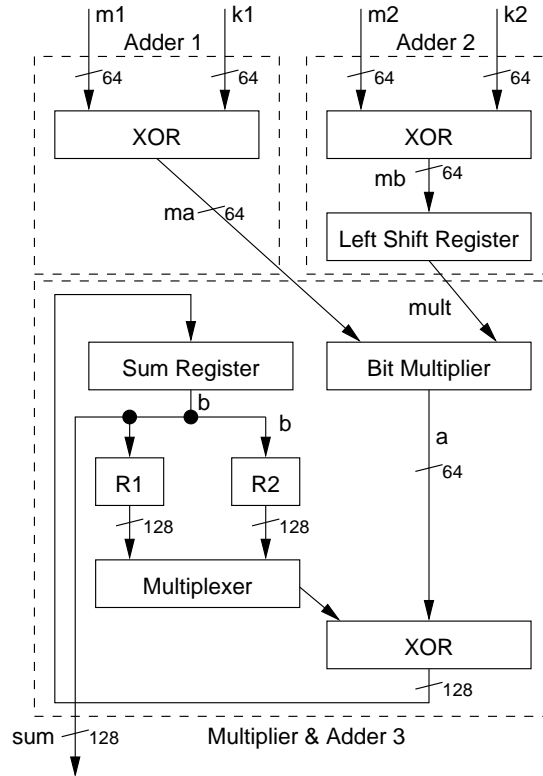 m1 k1 m2 k2
Adder 1 Adder 2
64 64 64 64
XOR XOR
mb 64
ma 64
Left Shift Register
mult
Sum Register Bit Multiplier
b
b a
R1 R2 64
128 128
Multiplexer
XOR
128
sum 128 Multiplier & Adder 3